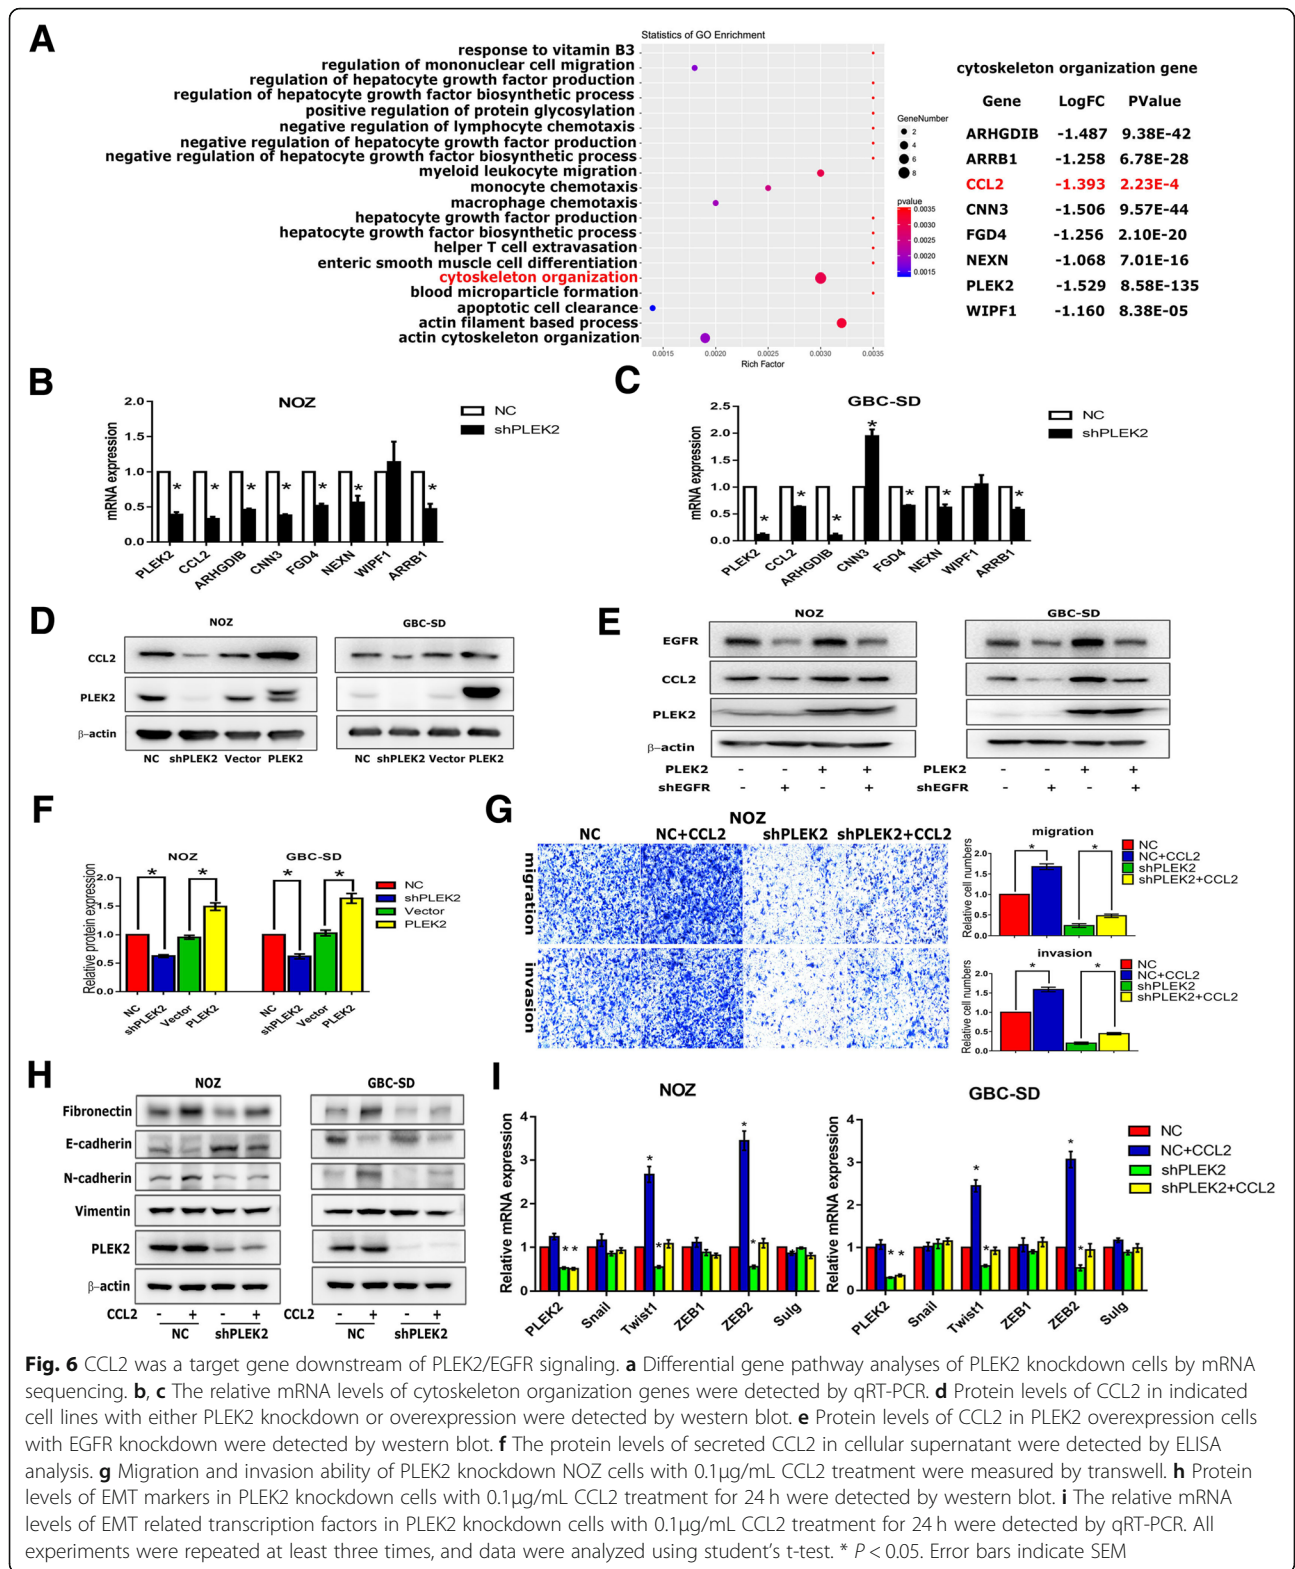 A
Statistics of GO Enrichment
response to vitamin B3
regulation of mononuclear cell migration
regulation of hepatocyte growth factor production
regulation of hepatocyte growth factor biosynthetic process
positive regulation of protein glycosylation
negative regulation of lymphocyte chemotaxis
negative regulation of hepatocyte growth factor production
negative regulation of hepatocyte growth factor biosynthetic process
myeloid leukocyte migration
monocyte chemotaxis
macrophage chemotaxis
hepatocyte growth factor production
hepatocyte growth factor biosynthetic process
helper T cell extravasation
enteric smooth muscle cell differentiation
cytoskeleton organization
blood microparticle formation
apoptotic cell clearance
actin filament based process
actin cytoskeleton organization
0.0015 0.0020 0.0025 0.0030 0.0035
Rich Factor
GeneNumber
2
4
6
8
pvalue
0.0035
0.0030
0.0025
0.0020
0.0015
cytoskeleton organization gene
Gene LogFC PValue
ARHGDIB -1.487 9.38E-42
ARRB1 -1.258 6.78E-28
CCL2 -1.393 2.23E-4
CNN3 -1.506 9.57E-44
FGD4 -1.256 2.10E-20
NEXN -1.068 7.01E-16
PLEK2 -1.529 8.58E-135
WIPF1 -1.160 8.38E-05
B
NOZ
NC
shPLEK2
mRNA expression
2.0
1.5
1.0
0.5
0.0
* * * * * * *
PLEK2 CCL2 ARHGDIB CNN3 FGD4 NEXN WIPF1 ARRB1
C
GBC-SD
NC
shPLEK2
mRNA expression
2.5
2.0
1.5
1.0
0.5
0.0
* * * * * * *
PLEK2 CCL2 ARHGDIB CNN3 FGD4 NEXN WIPF1 ARRB1
D
NOZ GBC-SD
CCL2
PLEK2
β-actin
NC shPLEK2 Vector PLEK2 NC shPLEK2 Vector PLEK2
E
NOZ GBC-SD
EGFR
CCL2
PLEK2
β-actin
PLEK2 - - + + PLEK2 - - + +
shEGFR - + - + shEGFR - + - +
F
NOZ GBC-SD
Relative protein expression
2.0
1.5
1.0
0.5
0.0
* * * *
NC
shPLEK2
Vector
PLEK2
NC shPLEK2 Vector PLEK2 NC shPLEK2 Vector PLEK2
G
NOZ
NC NC+CCL2 shPLEK2 shPLEK2+CCL2
migration
invasion
migration
Relative cell numbers
2.0
1.5
1.0
0.5
0.0
* *
NC
NC+CCL2
shPLEK2
shPLEK2+CCL2
invasion
Relative cell numbers
2.0
1.5
1.0
0.5
0.0
* *
NC
NC+CCL2
shPLEK2
shPLEK2+CCL2
H
NOZ GBC-SD
Fibronectin
E-cadherin
N-cadherin
Vimentin
PLEK2
β-actin
CCL2 - + - + CCL2 - + - +
NC shPLEK2 NC shPLEK2
I
NOZ
Relative mRNA expression
4
3
2
1
0
* * * * * *
PLEK2 Snail Twist1 ZEB1 ZEB2 Sulg
GBC-SD
Relative mRNA expression
4
3
2
1
0
* * * * * *
PLEK2 Snail Twist1 ZEB1 ZEB2 Sulg
NC
NC+CCL2
shPLEK2
shPLEK2+CCL2
Fig. 6 CCL2 was a target gene downstream of PLEK2/EGFR signaling. a Differential gene pathway analyses of PLEK2 knockdown cells by mRNA
sequencing. b, c The relative mRNA levels of cytoskeleton organization genes were detected by qRT-PCR. d Protein levels of CCL2 in indicated
cell lines with either PLEK2 knockdown or overexpression were detected by western blot. e Protein levels of CCL2 in PLEK2 overexpression cells
with EGFR knockdown were detected by western blot. f The protein levels of secreted CCL2 in cellular supernatant were detected by ELISA
analysis. g Migration and invasion ability of PLEK2 knockdown NOZ cells with 0.1μg/mL CCL2 treatment were measured by transwell. h Protein
levels of EMT markers in PLEK2 knockdown cells with 0.1μg/mL CCL2 treatment for 24 h were detected by western blot. i The relative mRNA
levels of EMT related transcription factors in PLEK2 knockdown cells with 0.1μg/mL CCL2 treatment for 24 h were detected by qRT-PCR. All
experiments were repeated at least three times, and data were analyzed using student's t-test. * P < 0.05. Error bars indicate SEM